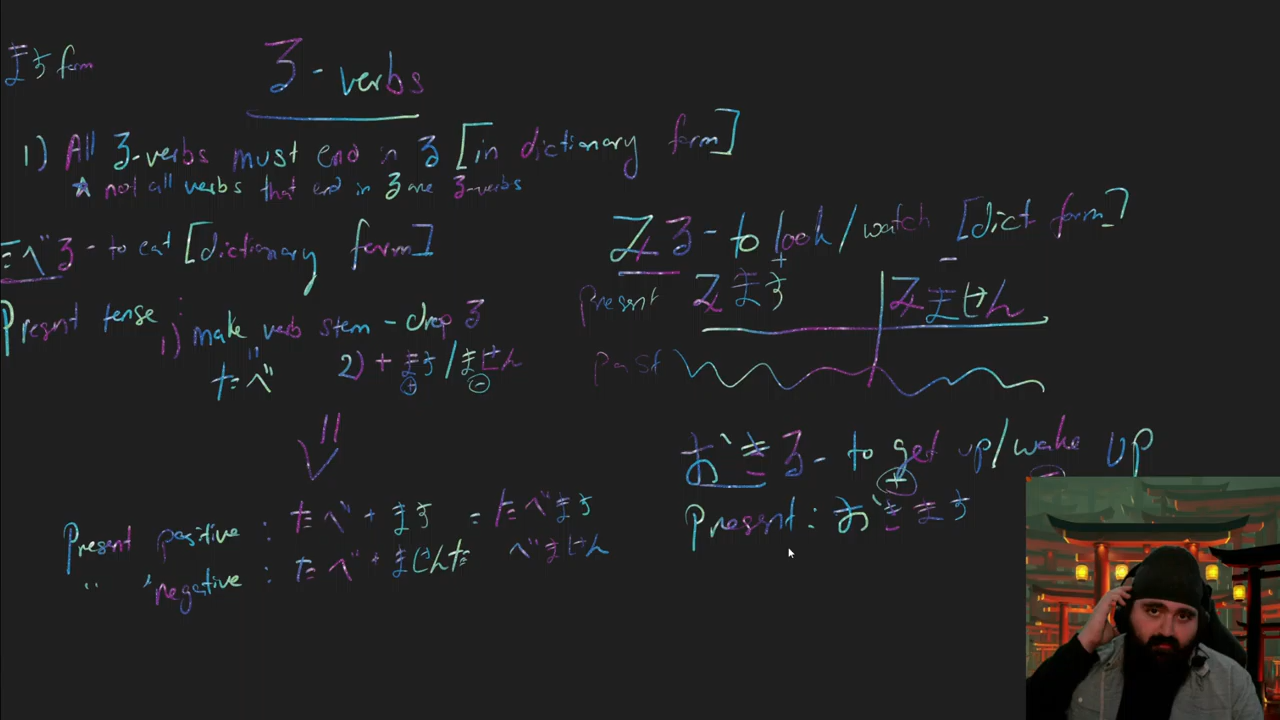 ます form
る-verbs
1) All る-verbs must end in る [in dictionary form]
☆ not all verbs that end in る are る-verbs
たべる - to eat [dictionary form]
Present tense
1) make verb stem - drop る
たべ
2) + ます/ません
+ -
Present positive : たべ + ます = たべます
" " negative : たべ + ません た べません
みる - to look/watch [dict form]
+ -
Present みます みません
past
おきる - to get up/wake up
+ -
Present : おきます